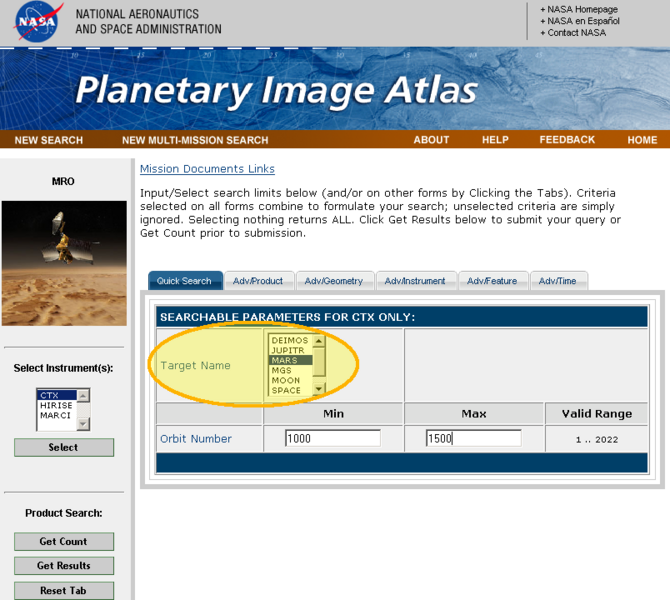 NASA
NATIONAL AERONAUTICS
AND SPACE ADMINISTRATION
+ NASA Homepage
+ NASA en Español
+ Contact NASA
Planetary Image Atlas
NEW SEARCH
NEW MULTI-MISSION SEARCH
ABOUT
HELP
FEEDBACK
HOME
MRO
Select Instrument(s):
CTX
HIRISE
MARCI
Select
Product Search:
Get Count
Get Results
Reset Tab
Mission Documents Links
Input/Select search limits below (and/or on other forms by Clicking the Tabs). Criteria
selected on all forms combine to formulate your search; unselected criteria are simply
ignored. Selecting nothing returns ALL. Click Get Results below to submit your query or
Get Count prior to submission.
Quick Search
Adv/Product
Adv/Geometry
Adv/Instrument
Adv/Feature
Adv/Time
SEARCHABLE PARAMETERS FOR CTX ONLY:
Target Name
DEIMOS
JUPITR
MARS
MGS
MOON
SPACE
Min
Max
Valid Range
Orbit Number
1000
1500
1 .. 2022